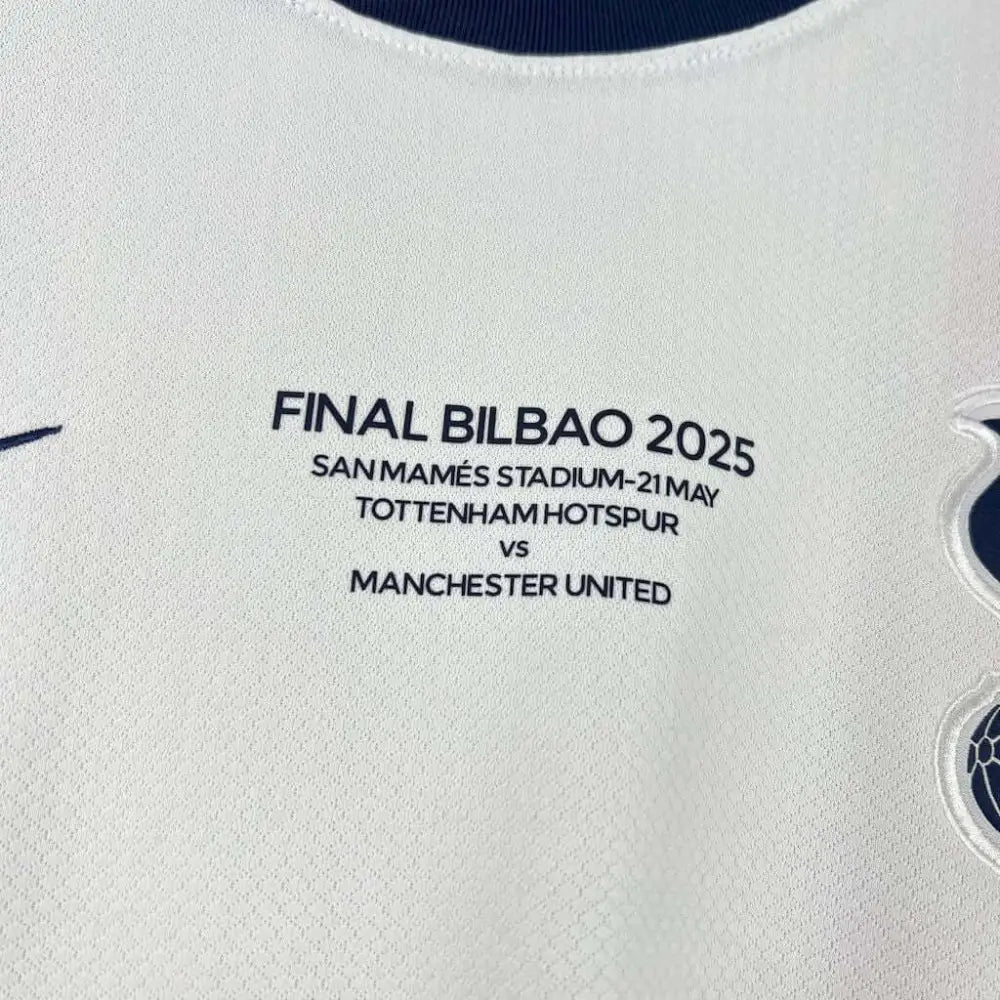 FINAL BILBAO 2025
SAN MAMÉS STADIUM-21 MAY
TOTTENHAM HOTSPUR
vs
MANCHESTER UNITED